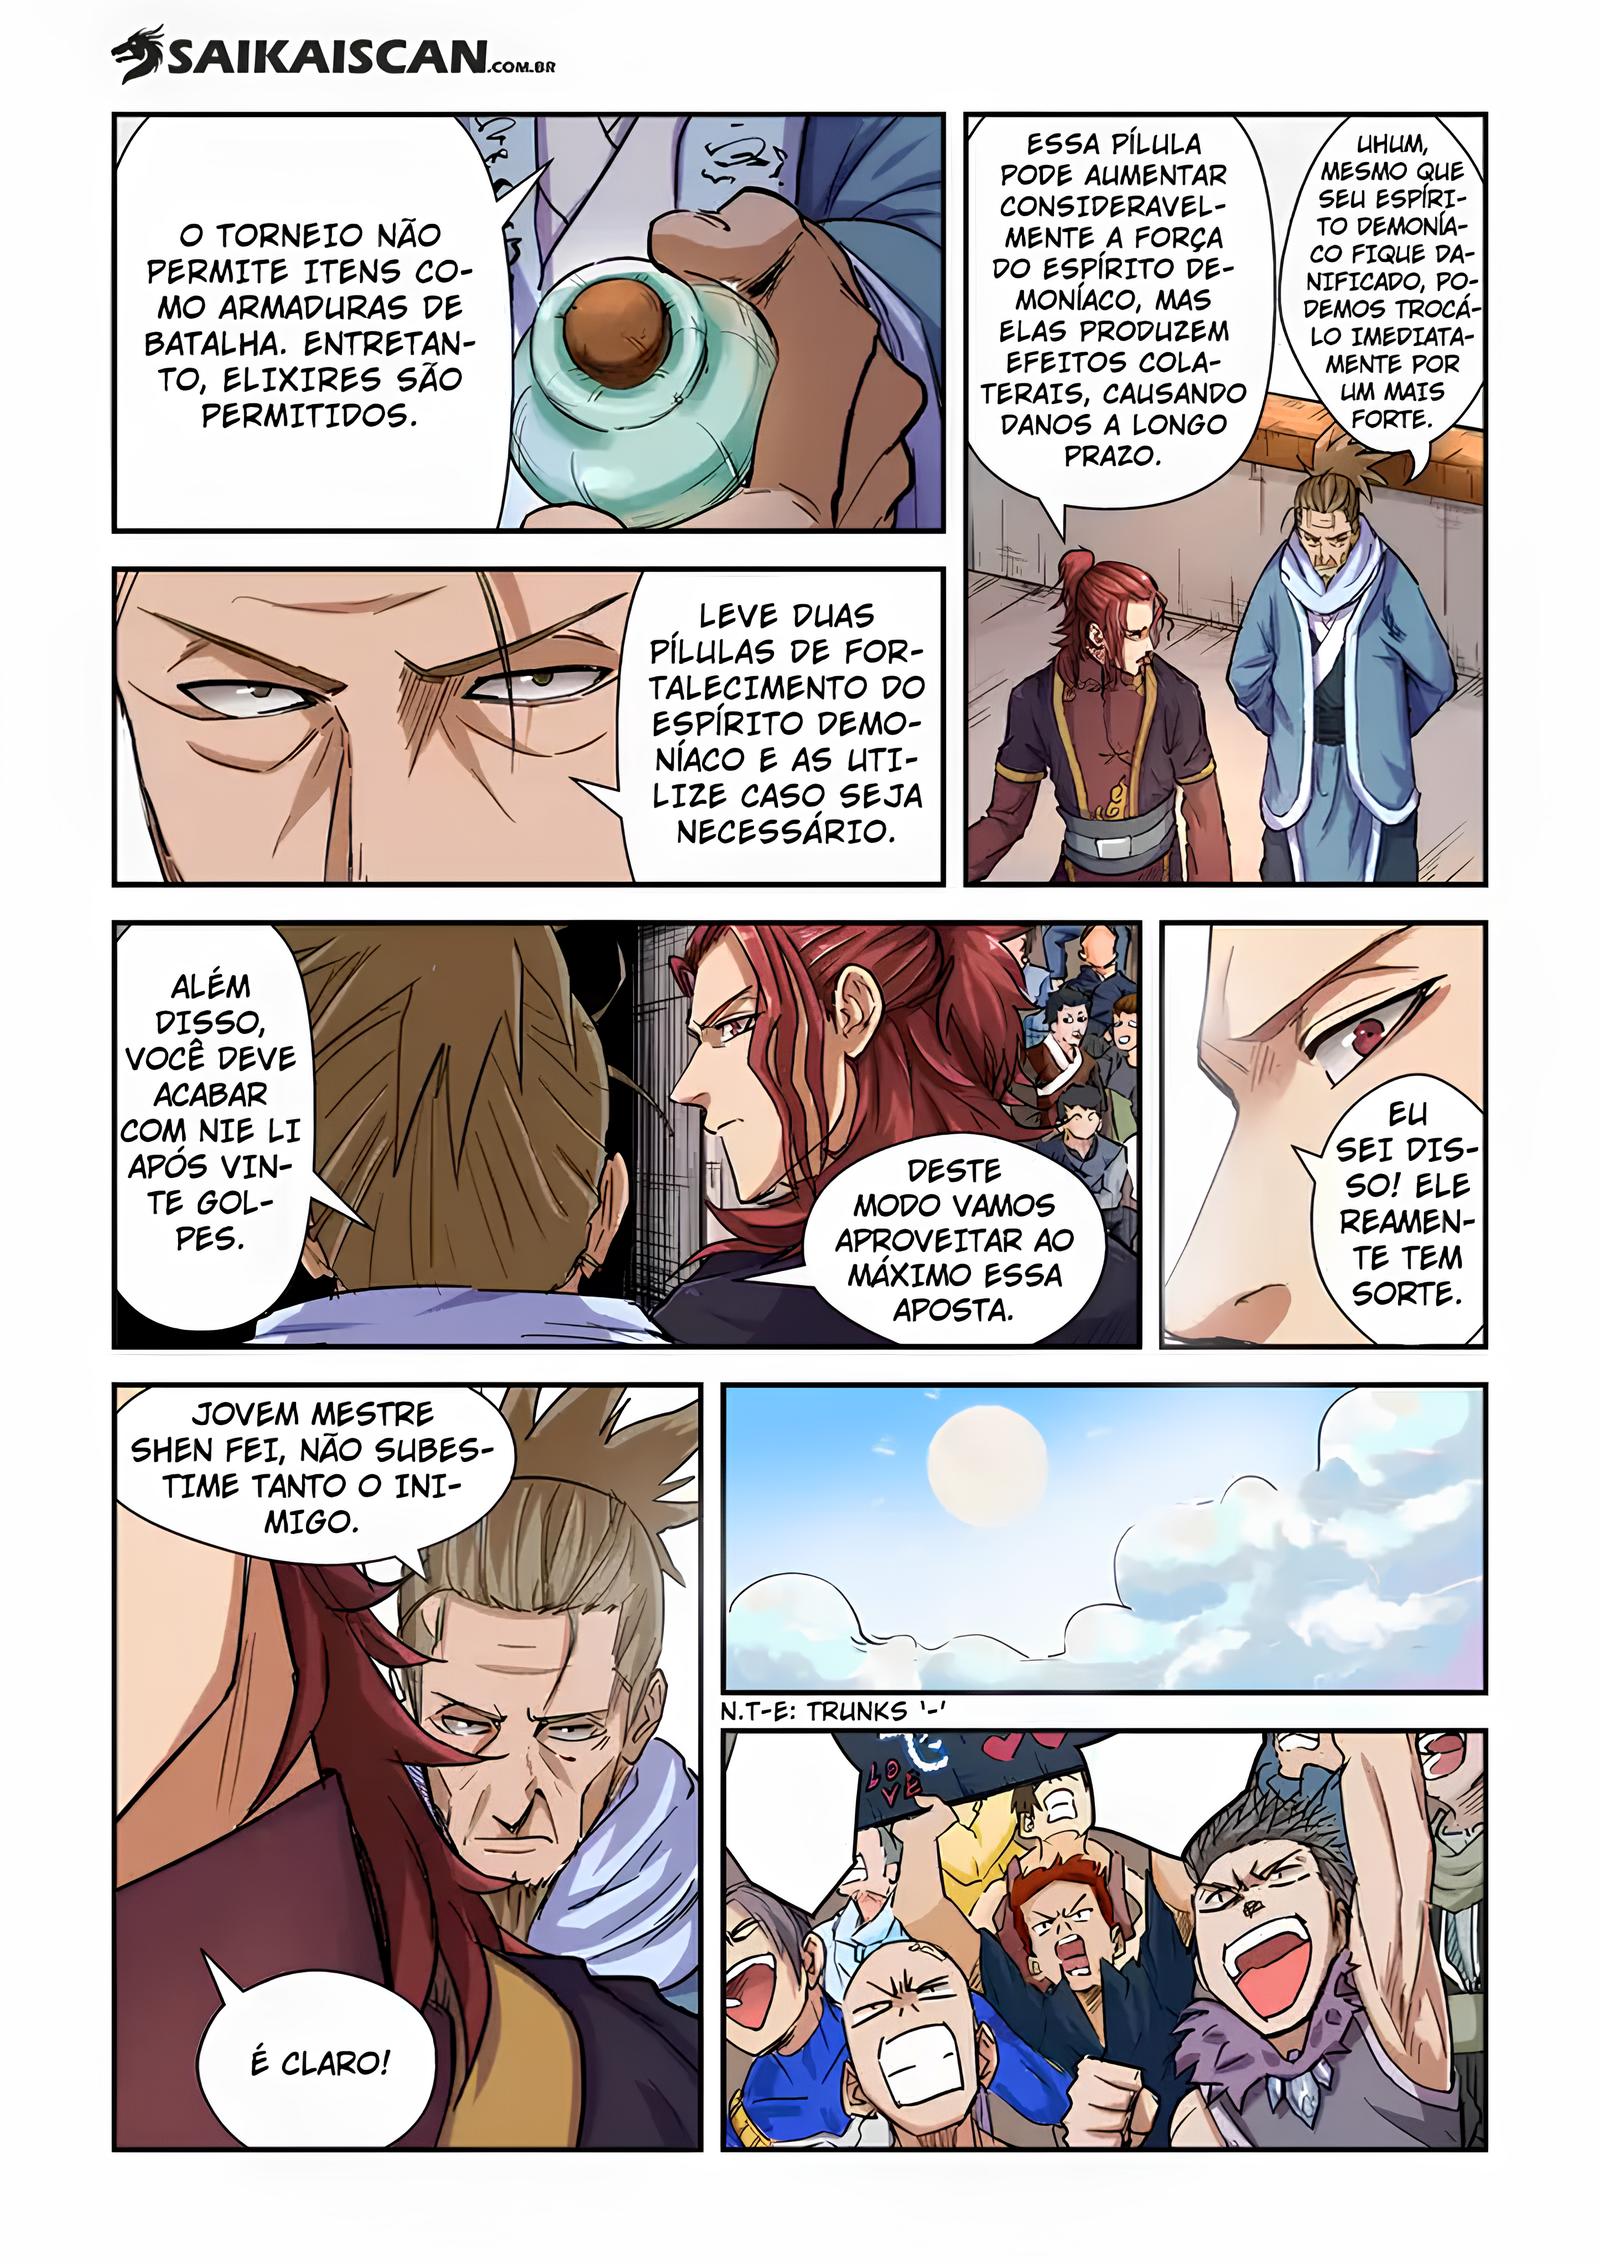 SAIKAISCAN.COM.BR
O TORNEIO NÃO
PERMITE ITENS CO-
MO ARMADURAS DE
BATALHA. ENTRETAN-
TO, ELIXIRES SÃO
PERMITIDOS.
ESSA PÍLULA
PODE AUMENTAR
CONSIDERAVEL-
MENTE A FORÇA
DO ESPÍRITO DE-
MONÍACO, MAS
ELAS PRODUZEM
EFEITOS COLA-
TERAIS, CAUSANDO
DANOS A LONGO
PRAZO.
UHUM,
MESMO QUE
SEU ESPÍRI-
TO DEMONÍA-
CO FIQUE DA-
NIFICADO, PO-
DEMOS TROCÁ-
LO IMEDIATA-
MENTE POR
UM MAIS
FORTE.
LEVE DUAS
PÍLULAS DE FOR-
TALECIMENTO DO
ESPÍRITO DEMO-
NÍACO E AS UTI-
LIZE CASO SEJA
NECESSÁRIO.
ALÉM
DISSO,
VOCÊ DEVE
ACABAR
COM NIE LI
APÓS VIN-
TE GOL-
PES.
DESTE
MODO VAMOS
APROVEITAR AO
MÁXIMO ESSA
APOSTA.
EU
SEI DIS-
SO! ELE
REAMEN-
TE TEM
SORTE.
JOVEM MESTRE
SHEN FEI, NÃO SUBES-
TIME TANTO O INI-
MIGO.
É CLARO!
N.T-E: TRUNKS '-'
LOVE